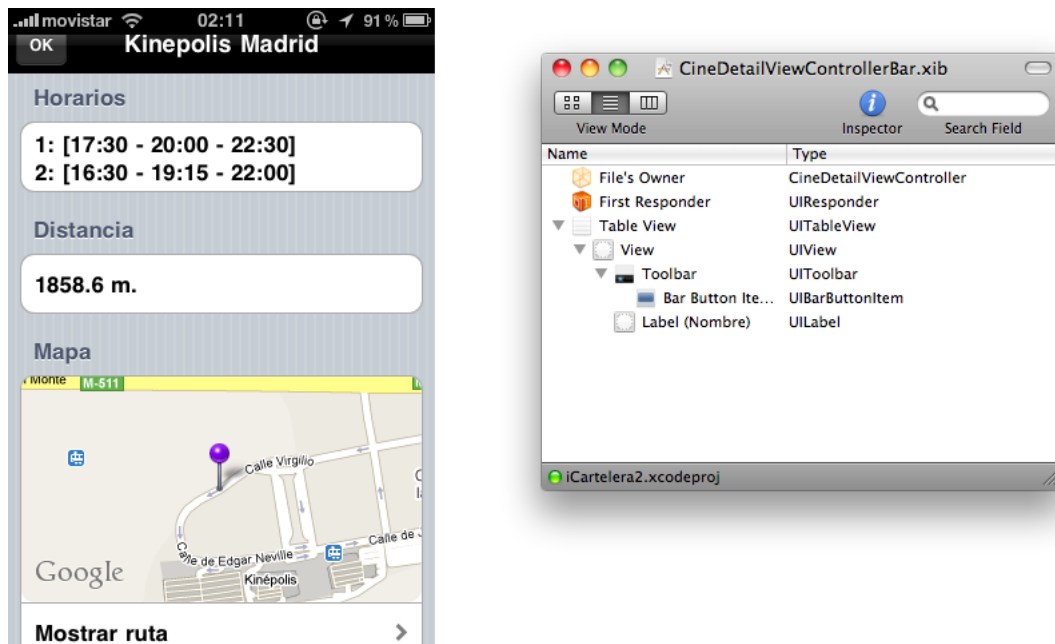 movistar 02:11 91 %
OK Kinepolis Madrid
Horarios
1: [17:30 - 20:00 - 22:30]
2: [16:30 - 19:15 - 22:00]
Distancia
1858.6 m.
Mapa
Monte M-511
Calle Virgilio
Calle de Edgar Neville
Calle de
Kinépolis
Google
Mostrar ruta
CineDetailViewControllerBar.xib
View Mode Inspector Search Field
Name Type
File's Owner CineDetailViewController
First Responder UIResponder
Table View UITableView
View UIView
Toolbar UIToolbar
Bar Button Ite... UIBarButtonItem
Label (Nombre) UILabel
iCartelera2.xcodeproj